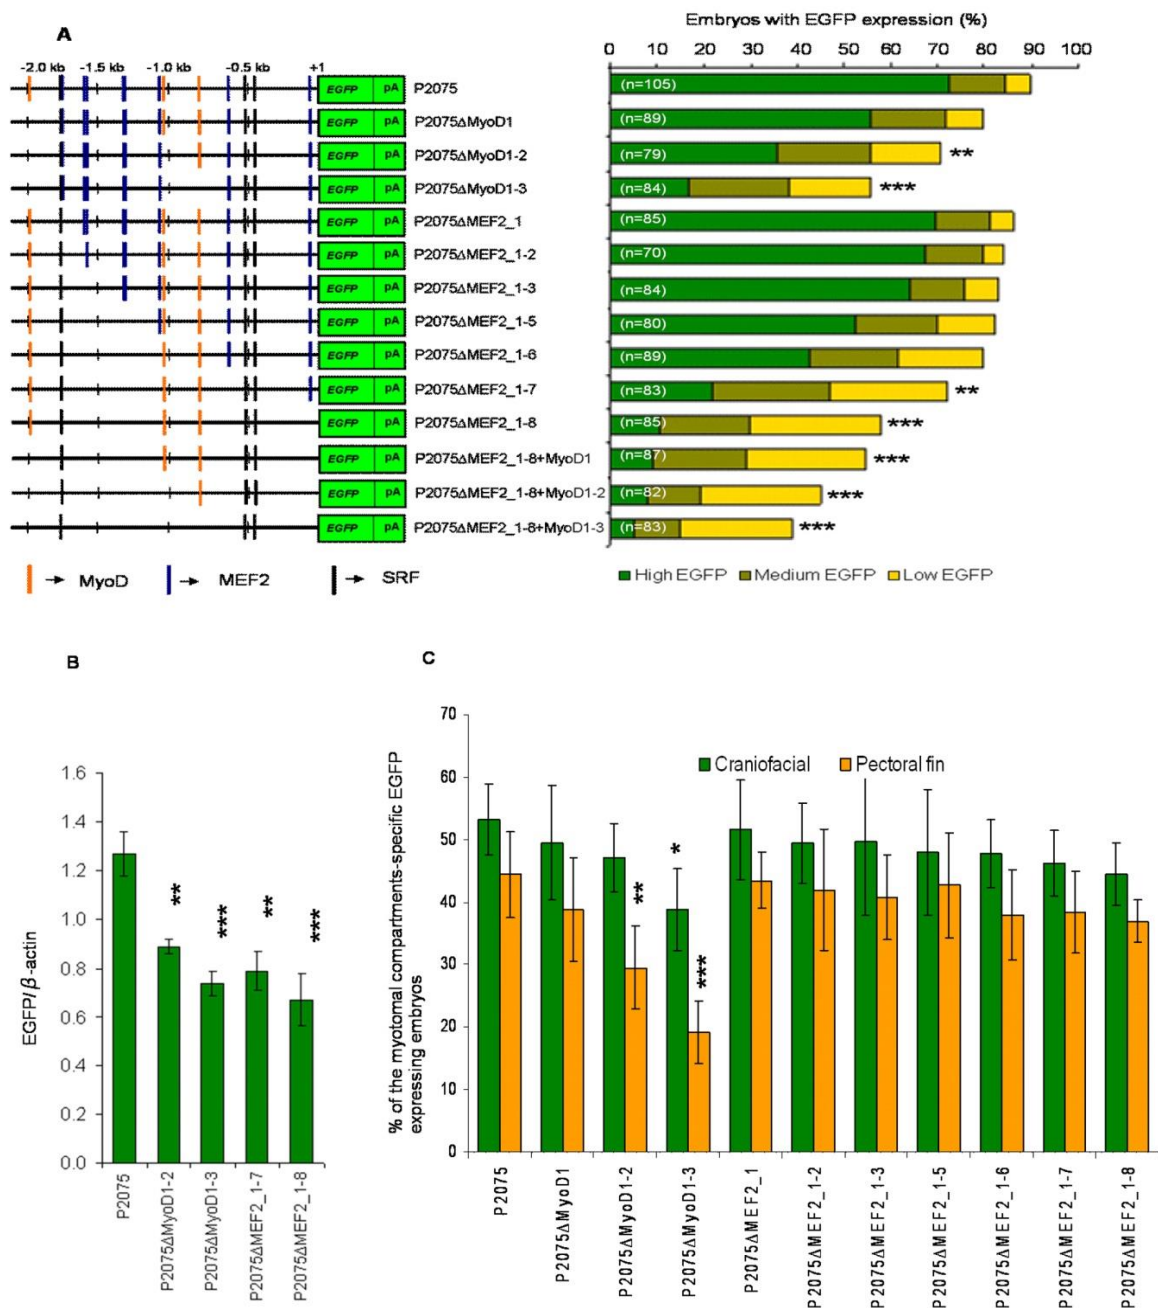 Embryos with EGFP expression (%)
A
-2.0 kb -1.5 kb -1.0 kb -0.5 kb +1
0 10 20 30 40 50 60 70 80 90 100
EGFP pA P2075 (n=105)
EGFP pA P2075ΔMyoD1 (n=89)
EGFP pA P2075ΔMyoD1-2 (n=79) **
EGFP pA P2075ΔMyoD1-3 (n=84) ***
EGFP pA P2075ΔMEF2_1 (n=85)
EGFP pA P2075ΔMEF2_1-2 (n=70)
EGFP pA P2075ΔMEF2_1-3 (n=84)
EGFP pA P2075ΔMEF2_1-5 (n=80)
EGFP pA P2075ΔMEF2_1-6 (n=89)
EGFP pA P2075ΔMEF2_1-7 (n=83) **
EGFP pA P2075ΔMEF2_1-8 (n=85) ***
EGFP pA P2075ΔMEF2_1-8+MyoD1 (n=87) ***
EGFP pA P2075ΔMEF2_1-8+MyoD1-2 (n=82) ***
EGFP pA P2075ΔMEF2_1-8+MyoD1-3 (n=83) ***
MyoD MEF2 SRF
High EGFP Medium EGFP Low EGFP
B
EGFP/β-actin
1.6
1.4
1.2
1.0
0.8
0.6
0.4
0.2
0.0
** *** ** ***
P2075
P2075ΔMyoD1-2
P2075ΔMyoD1-3
P2075ΔMEF2_1-7
P2075ΔMEF2_1-8
C
% of the myotomal compartments-specific EGFP
expressing embryos
70
60
50
40
30
20
10
0
Craniofacial Pectoral fin
** * ***
P2075
P2075ΔMyoD1
P2075ΔMyoD1-2
P2075ΔMyoD1-3
P2075ΔMEF2_1
P2075ΔMEF2_1-2
P2075ΔMEF2_1-3
P2075ΔMEF2_1-5
P2075ΔMEF2_1-6
P2075ΔMEF2_1-7
P2075ΔMEF2_1-8